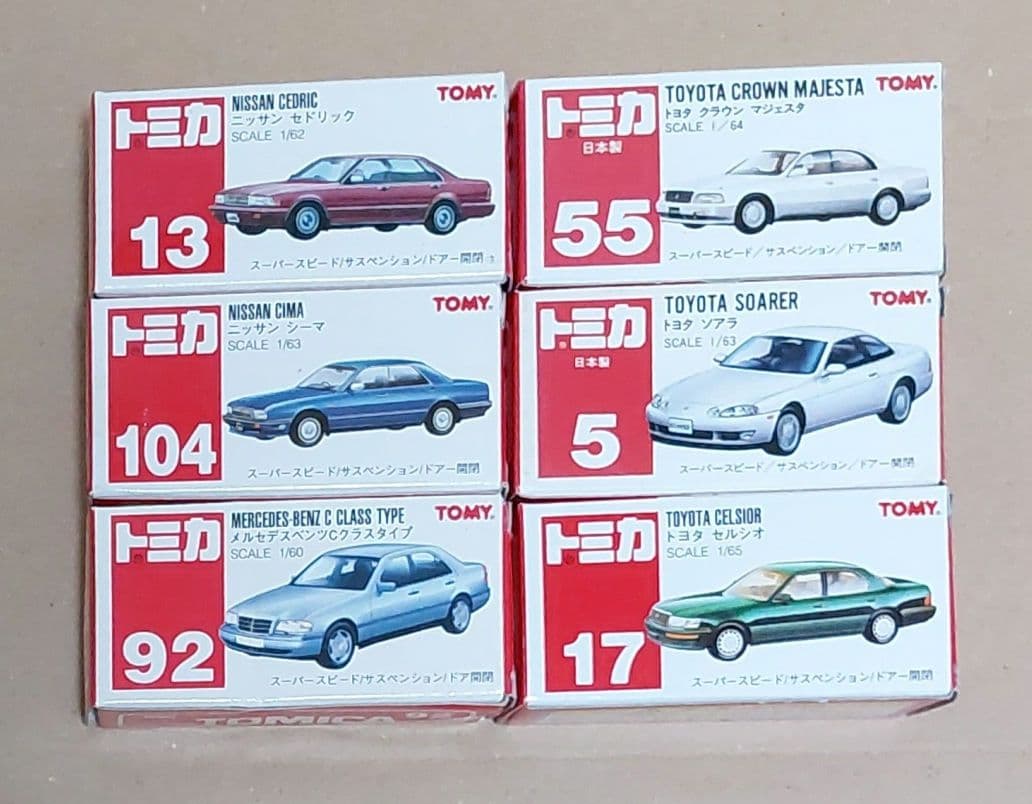 トミカ
13
NISSAN CEDRIC
ニッサン セドリック
SCALE 1/62
TOMY.
スーパースピード/サスペンション/ドアー開閉
トミカ
日本製
55
TOYOTA CROWN MAJESTA
トヨタ クラウン マジェスタ
SCALE 1/64
TOMY.
スーパースピード/サスペンション/ドアー開閉
トミカ
104
NISSAN CIMA
ニッサン シーマ
SCALE 1/63
TOMY.
スーパースピード/サスペンション/ドアー開閉
トミカ
日本製
5
TOYOTA SOARER
トヨタ ソアラ
SCALE 1/63
TOMY.
スーパースピード/サスペンション/ドアー開閉
トミカ
92
MERCEDES-BENZ C CLASS TYPE
メルセデスベンツCクラスタイプ
SCALE 1/60
TOMY.
スーパースピード/サスペンション/ドアー開閉
トミカ
17
TOYOTA CELSIOR
トヨタ セルシオ
SCALE 1/65
TOMY.
スーパースピード/サスペンション/ドアー開閉
TOMICA 92